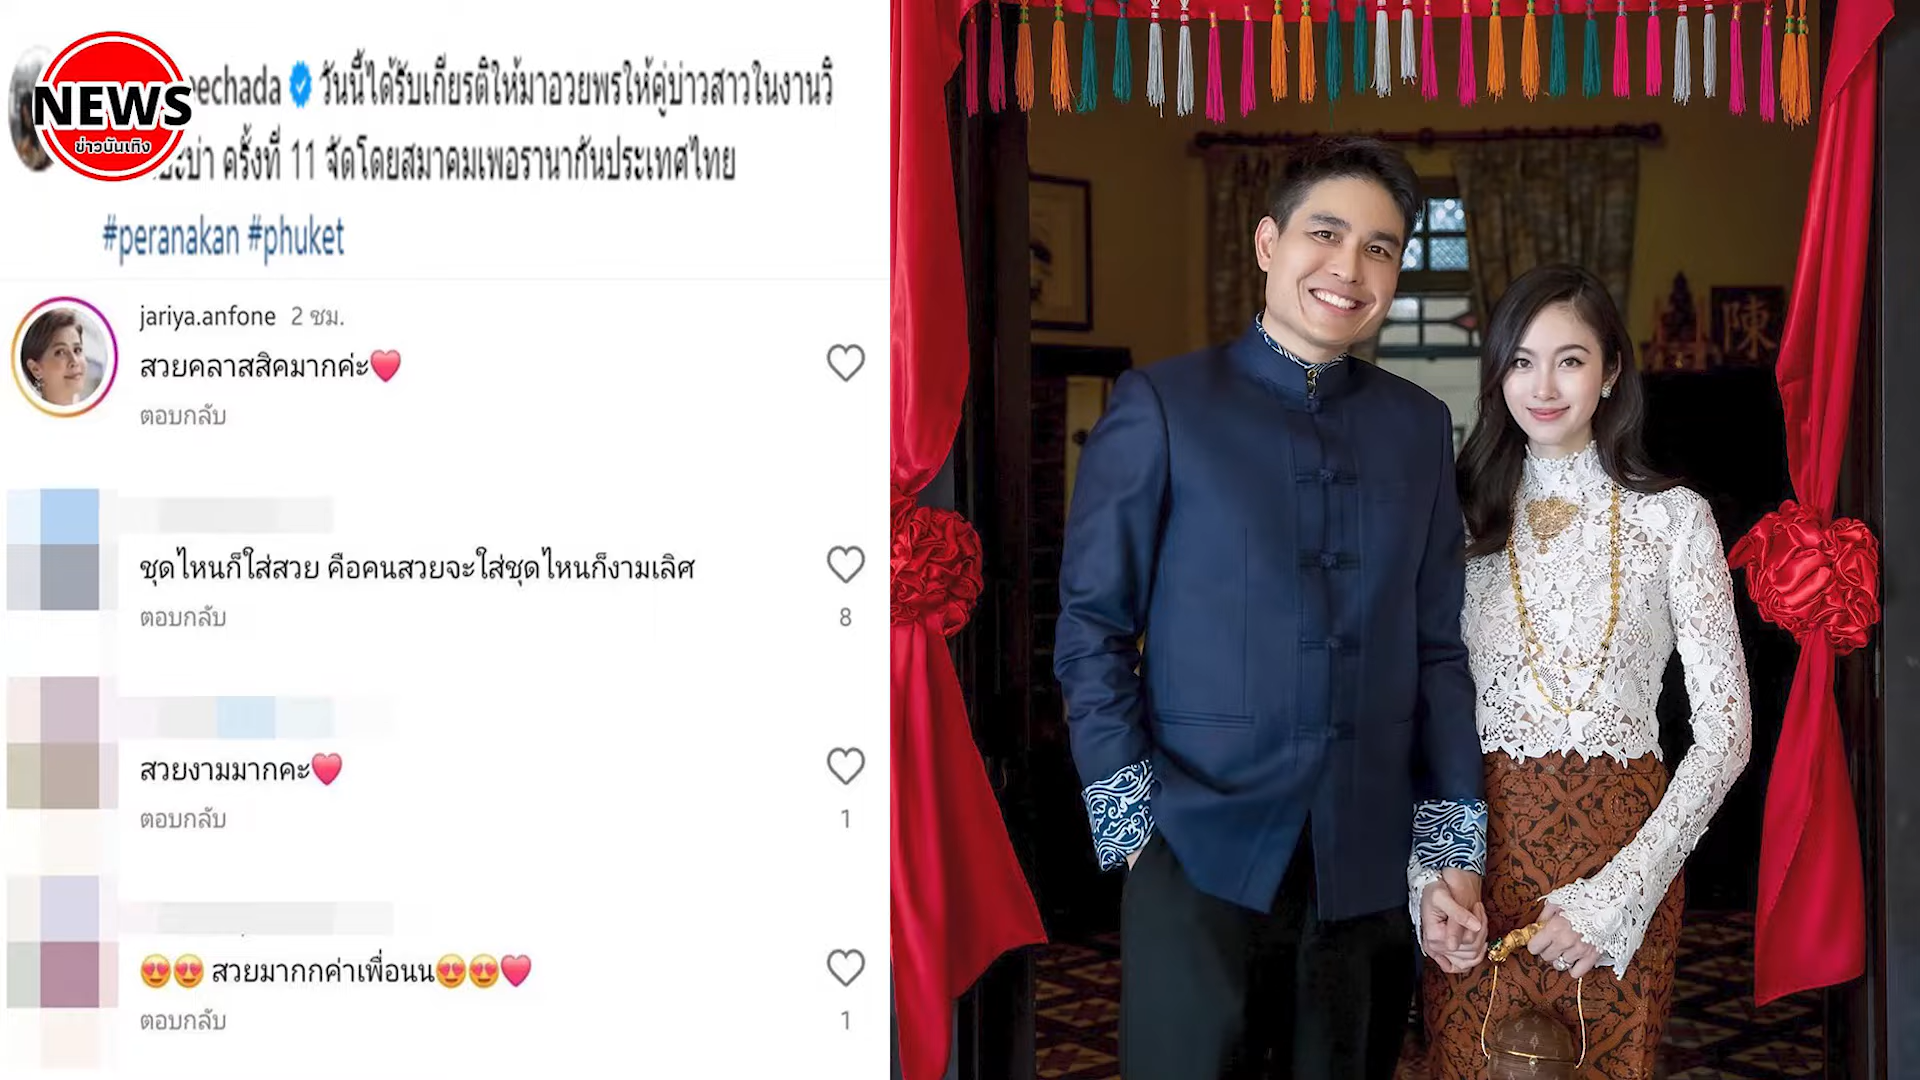 NEWS
ข่าวบันเทิง
echada วันนี้ได้รับเกียรติให้มาอวยพรให้คู่บ่าวสาวในงานวิ
ครั้งที่ 11 จัดโดยสมาคมเพอรานากันประเทศไทย
#peranakan #phuket
jariya.anfone 2 ชม.
สวยคลาสสิคมากค่ะ❤️
ตอบกลับ
ชุดไหนก็ใส่สวย คือคนสวยจะใส่ชุดไหนก็งามเลิศ
ตอบกลับ
8
สวยงามมากคะ❤️
ตอบกลับ
1
😍😍 สวยมากกค่าเพื่อนน😍😍❤️
ตอบกลับ
1
陳